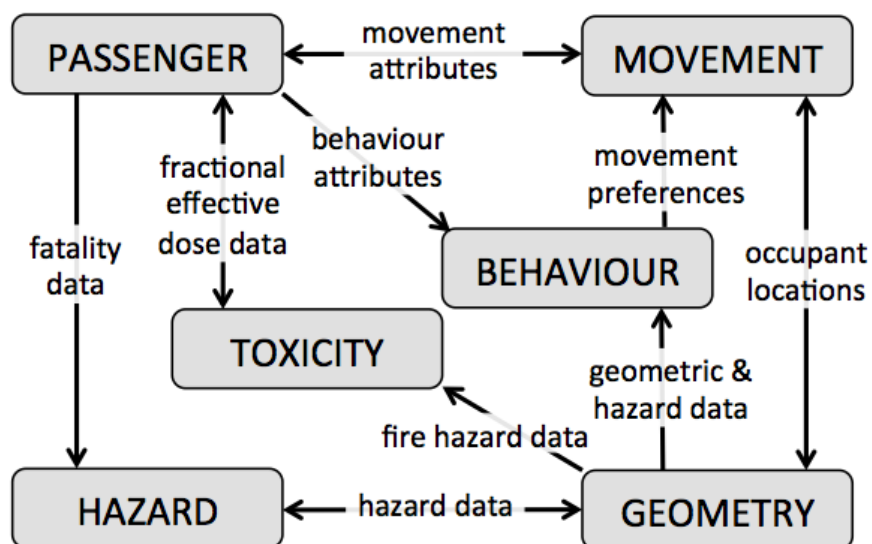 PASSENGER
movement
attributes
MOVEMENT
behaviour
attributes
fractional
effective
dose data
movement
preferences
fatality
data
BEHAVIOUR
occupant
locations
TOXICITY
geometric &
hazard data
fire hazard data
HAZARD
hazard data
GEOMETRY